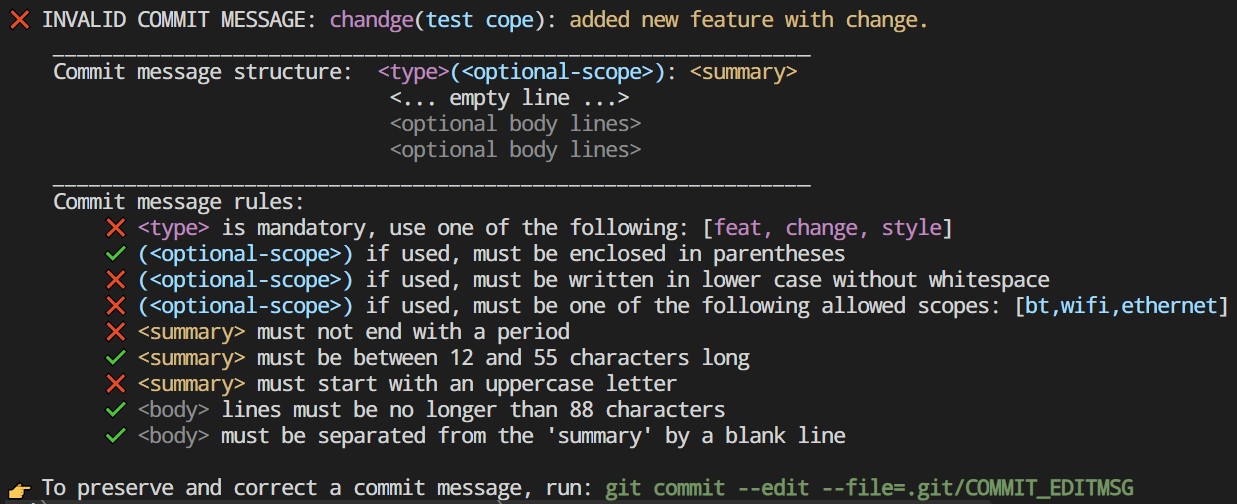 ❌ INVALID COMMIT MESSAGE: chandge(test cope): added new feature with change.
Commit message structure: <type>(<optional-scope>): <summary>
<... empty line ...>
<optional body lines>
<optional body lines>
Commit message rules:
❌ <type> is mandatory, use one of the following: [feat, change, style]
✅ (<optional-scope>) if used, must be enclosed in parentheses
❌ (<optional-scope>) if used, must be written in lower case without whitespace
❌ (<optional-scope>) if used, must be one of the following allowed scopes: [bt,wifi,ethernet]
❌ <summary> must not end with a period
✅ <summary> must be between 12 and 55 characters long
❌ <summary> must start with an uppercase letter
✅ <body> lines must be no longer than 88 characters
✅ <body> must be separated from the 'summary' by a blank line
👉 To preserve and correct a commit message, run: git commit --edit --file=.git/COMMIT_EDITMSG